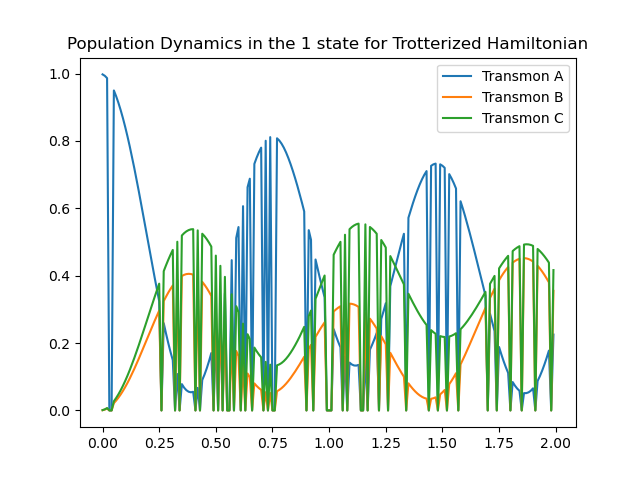 Population Dynamics in the 1 state for Trotterized Hamiltonian
Transmon A
Transmon B
Transmon C
1.0
0.8
0.6
0.4
0.2
0.0
0.00 0.25 0.50 0.75 1.00 1.25 1.50 1.75 2.00